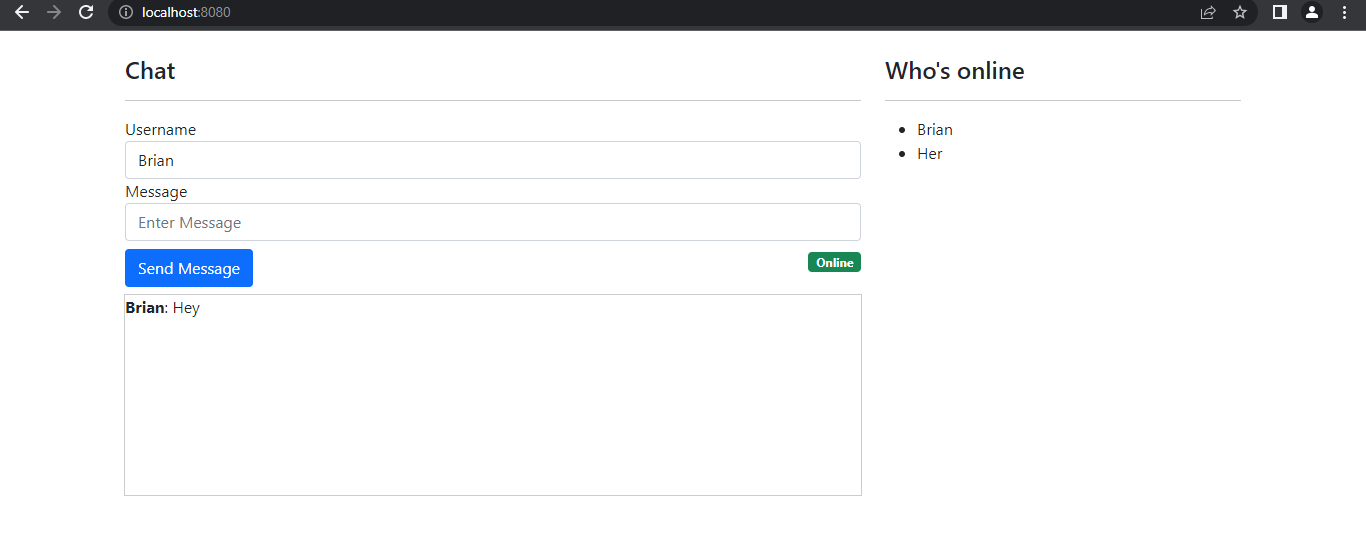 localhost:8080
Chat
Username
Brian
Message
Enter Message
Send Message
Online
Brian: Hey
Who's online
Brian
Her